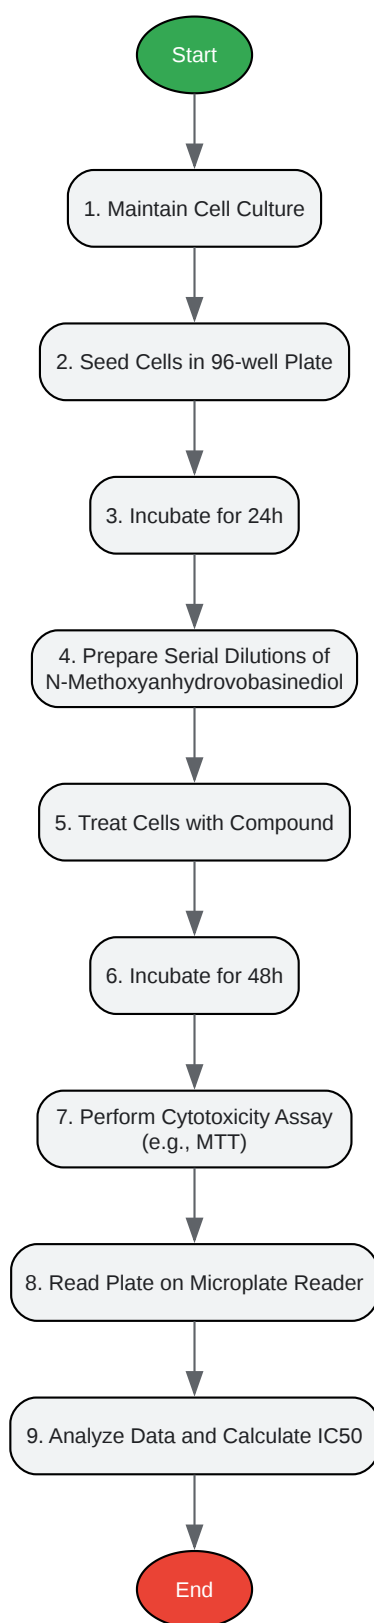 Start
1. Maintain Cell Culture
2. Seed Cells in 96-well Plate
3. Incubate for 24h
4. Prepare Serial Dilutions of
N-Methoxyanhydrovobasinediol
5. Treat Cells with Compound
6. Incubate for 48h
7. Perform Cytotoxicity Assay
(e.g., MTT)
8. Read Plate on Microplate Reader
9. Analyze Data and Calculate IC50
End